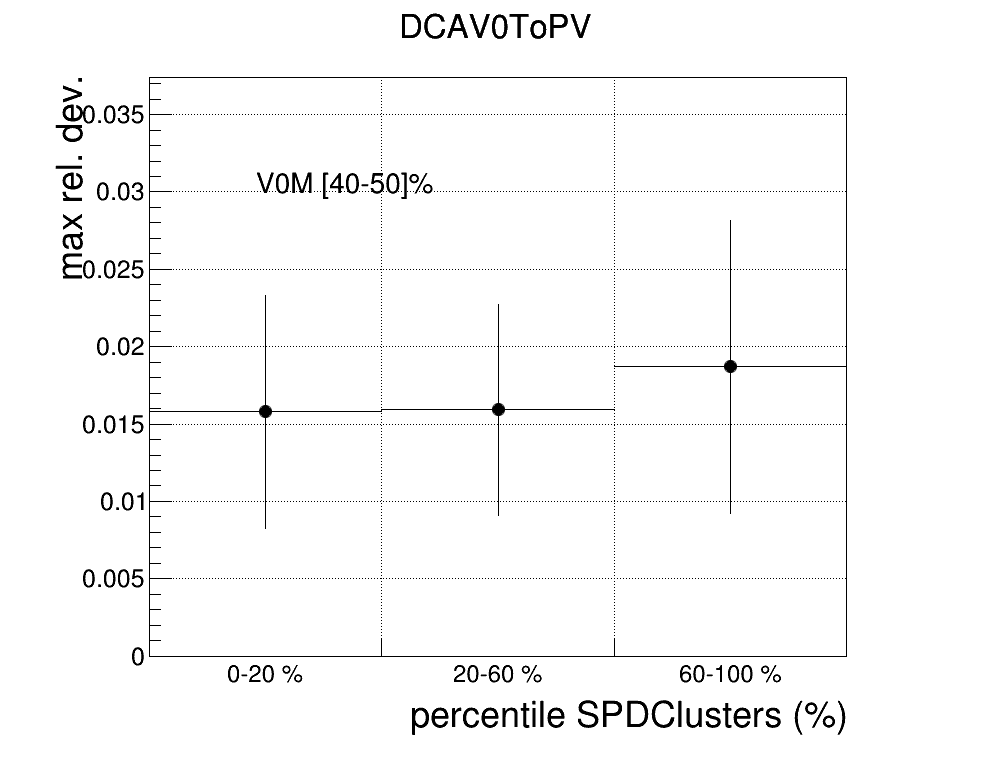 DCAV0ToPV
max rel. dev.
0.035
0.03
0.025
0.02
0.015
0.01
0.005
0
V0M [40-50]%
0-20 %
20-60 %
60-100 %
percentile SPDClusters (%)